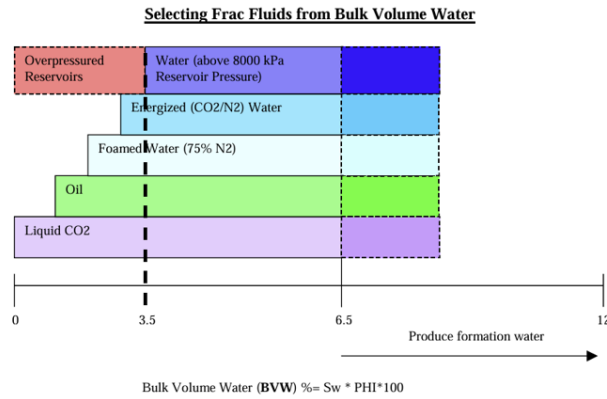 Selecting Frac Fluids from Bulk Volume Water
Overpressured
Reservoirs
Water (above 8000 kPa
Reservoir Pressure)
Energized (CO2/N2) Water
Foamed Water (75% N2)
Oil
Liquid CO2
0
3.5
6.5
12
Produce formation water
Bulk Volume Water (BVW) %= Sw * PHI*100